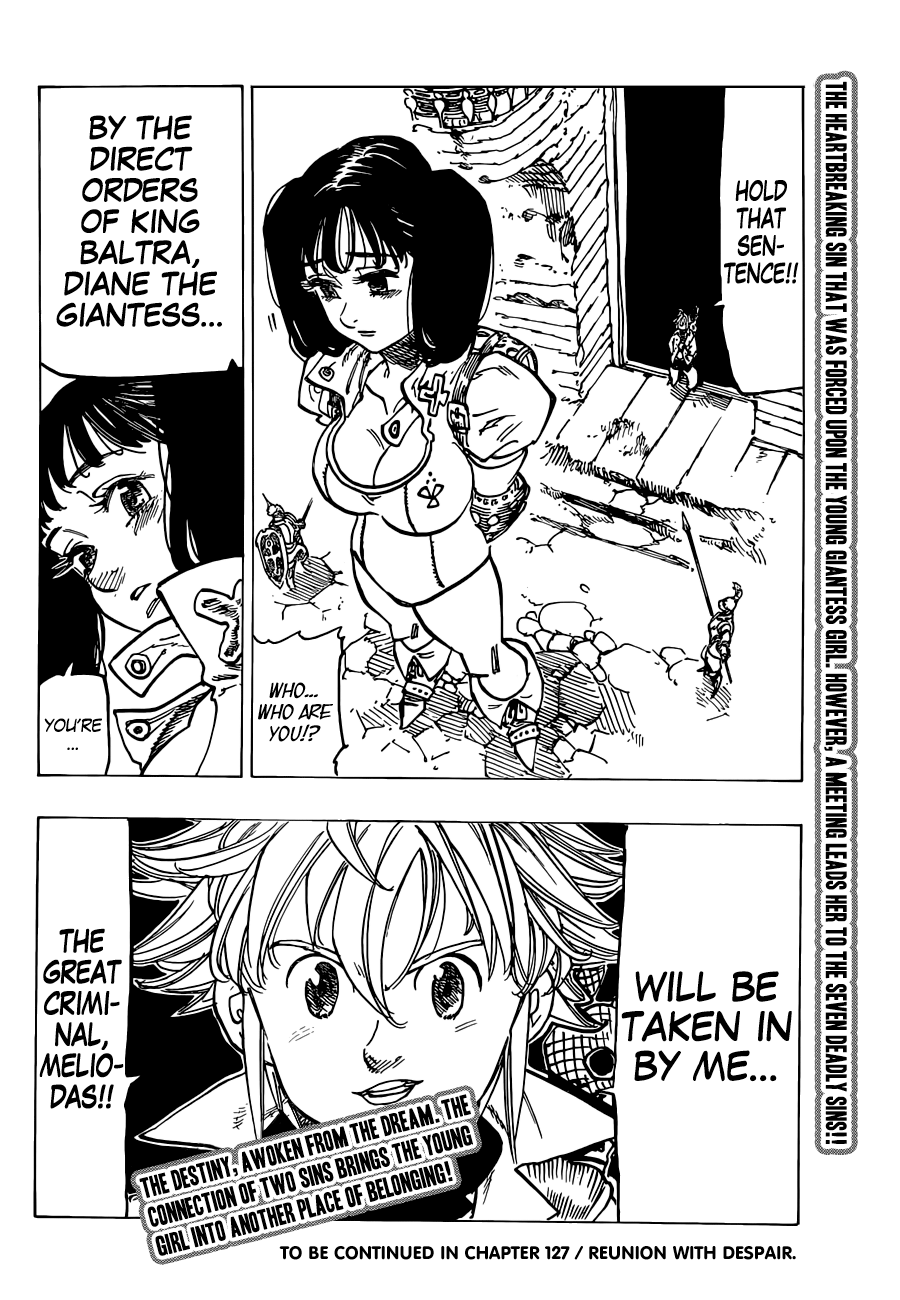 THE HEARTBREAKING SIN THAT WAS FORCED UPON THE YOUNG GIANTESS GIRL. HOWEVER, A MEETING LEADS HER TO THE SEVEN DEADLY SINS!!
HOLD
THAT
SEN-
TENCE!!
WHO...
WHO ARE
YOU!?
BY THE
DIRECT
ORDERS
OF KING
BALTRA,
DIANE THE
GIANTESS...
YOU'RE
...
WILL BE
TAKEN IN
BY ME...
THE
GREAT
CRIMI-
NAL,
MELIO-
DAS!!
THE DESTINY, AWOKEN FROM THE DREAM. THE
CONNECTION OF TWO SINS BRINGS THE YOUNG
GIRL INTO ANOTHER PLACE OF BELONGING!
TO BE CONTINUED IN CHAPTER 127 / REUNION WITH DESPAIR.